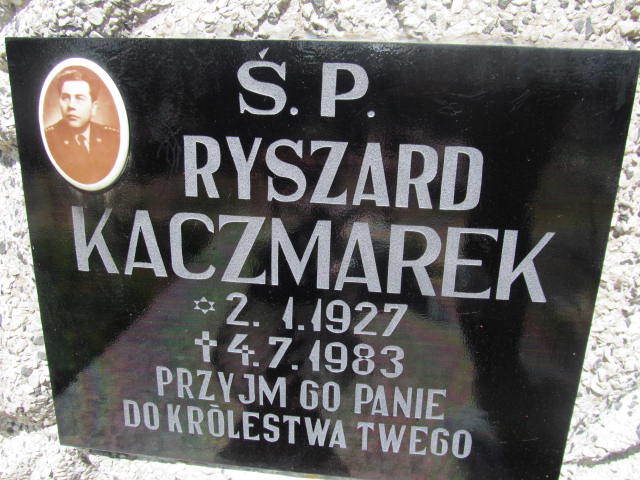 Ś. P.
RYSZARD
KACZMAREK
✡ 2. 1. 1927
✝ 4. 7. 1983
PRZYJM GO PANIE
DO KRÓLESTWA TWEGO